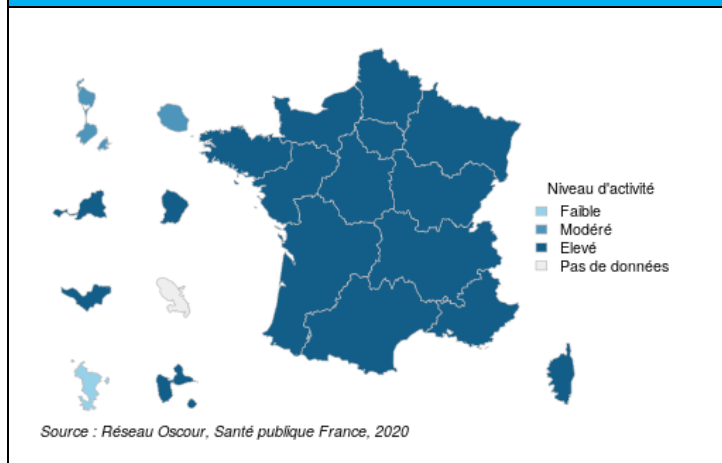 Niveau d'activité
Faible
Modéré
Elevé
Pas de données
Source : Réseau Oscour, Santé publique France, 2020